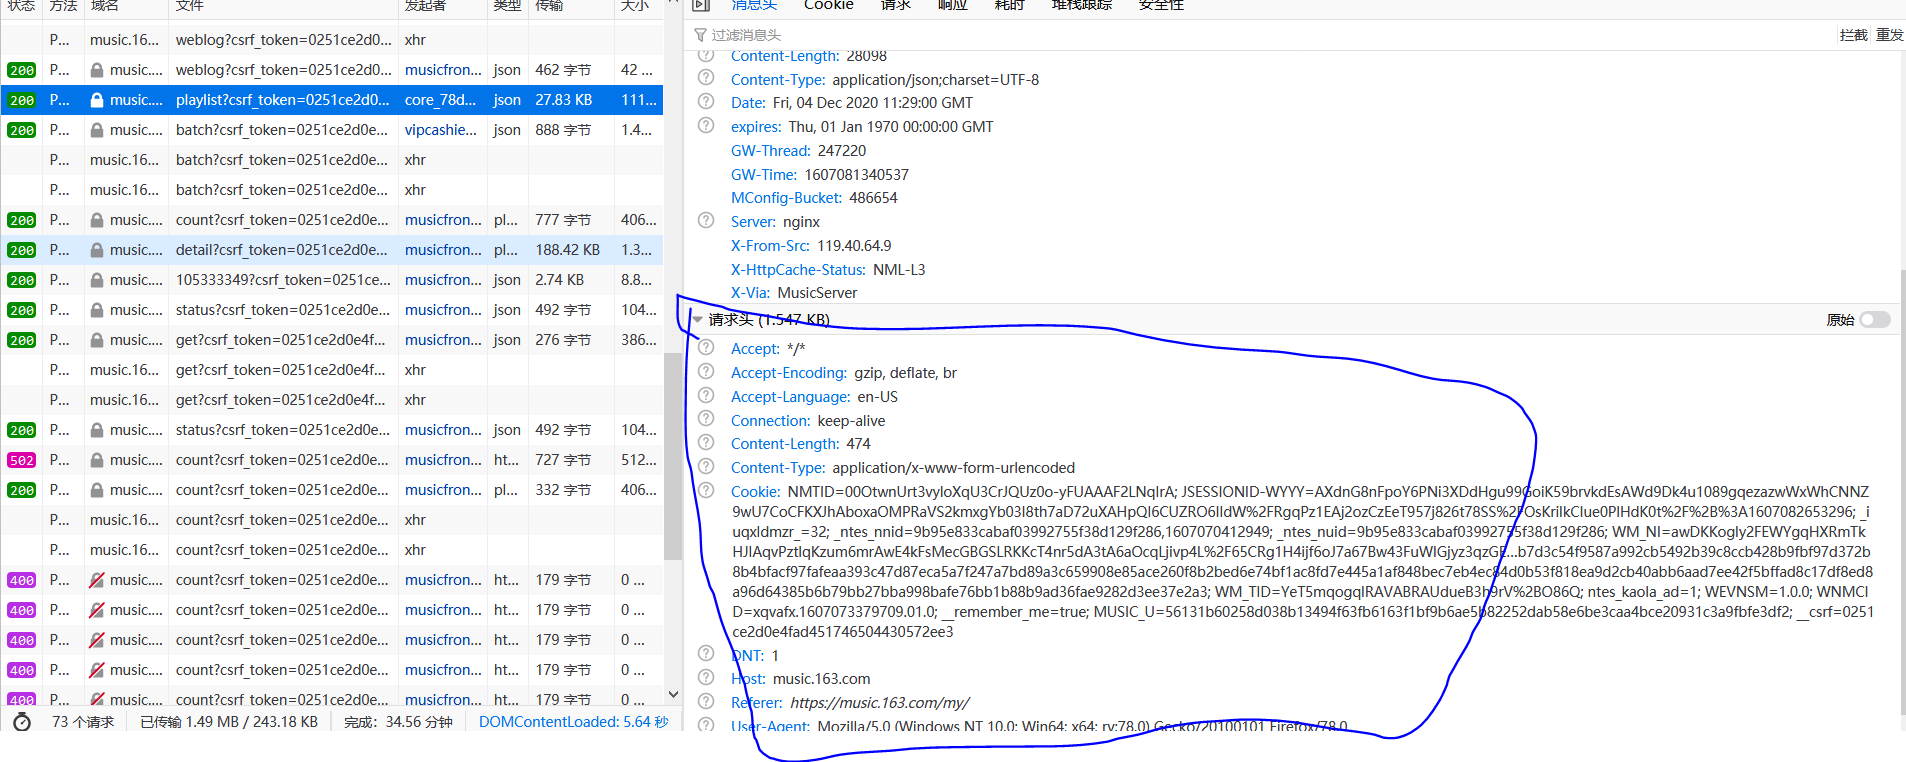 状态 方法 域名 文件 发起者 类型 传输 大小
P... music.16... weblog?csrf_token=0251ce2d0... xhr
200 P... music.... weblog?csrf_token=0251ce2d0e... musicfron... json 462 字节 42 ...
200 P... music.... playlist?csrf_token=0251ce2d0... core_78d... json 27.83 KB 111...
200 P... music.... batch?csrf_token=0251ce2d0e... vipcashie... json 888 字节 1.4...
P... music.16... batch?csrf_token=0251ce2d0e... xhr
P... music.16... batch?csrf_token=0251ce2d0e... xhr
200 P... music.... count?csrf_token=0251ce2d0e... musicfron... pl... 777 字节 406...
200 P... music.... detail?csrf_token=0251ce2d0e... musicfron... pl... 188.42 KB 1.3...
200 P... music.... 105333349?csrf_token=0251ce... musicfron... json 2.74 KB 8.8...
200 P... music.... status?csrf_token=0251ce2d0e... musicfron... json 492 字节 104...
200 P... music.... get?csrf_token=0251ce2d0e4f... musicfron... json 276 字节 386...
P... music.16... get?csrf_token=0251ce2d0e4f... xhr
P... music.16... get?csrf_token=0251ce2d0e4f... xhr
200 P... music.... status?csrf_token=0251ce2d0e... musicfron... json 492 字节 104...
502 P... music.... count?csrf_token=0251ce2d0e... musicfron... ht... 727 字节 512...
200 P... music.... count?csrf_token=0251ce2d0e... musicfron... pl... 332 字节 406...
P... music.16... count?csrf_token=0251ce2d0e... xhr
P... music.16... count?csrf_token=0251ce2d0e... xhr
400 P... music.... count?csrf_token=0251ce2d0e... musicfron... ht... 179 字节 0 ...
400 P... music.... count?csrf_token=0251ce2d0e... musicfron... ht... 179 字节 0 ...
400 P... music.... count?csrf_token=0251ce2d0e... musicfron... ht... 179 字节 0 ...
400 P... music.... count?csrf_token=0251ce2d0e... musicfron... ht... 179 字节 0 ...
400 P... music.... count?csrf_token=0251ce2d0e... musicfron... ht... 179 字节 0 ...
73 个请求 已传输 1.49 MB / 243.18 KB 完成: 34.56 分钟 DOMContentLoaded: 5.64 秒
消息头 Cookie 请求 响应 耗时 堆栈跟踪 安全性
过滤消息头 拦截 重发
Content-Length: 28098
Content-Type: application/json;charset=UTF-8
Date: Fri, 04 Dec 2020 11:29:00 GMT
expires: Thu, 01 Jan 1970 00:00:00 GMT
GW-Thread: 247220
GW-Time: 1607081340537
MConfig-Bucket: 486654
Server: nginx
X-From-Src: 119.40.64.9
X-HttpCache-Status: NML-L3
X-Via: MusicServer
请求头 (1.547 KB) 原始
Accept: */*
Accept-Encoding: gzip, deflate, br
Accept-Language: en-US
Connection: keep-alive
Content-Length: 474
Content-Type: application/x-www-form-urlencoded
Cookie: NMTID=00OtwnUrt3vyloXqU3CrJQUz0o-yFUAAAF2LNqIrA; JSESSIONID-WYYY=AXdnG8nFpoY6PNi3XDdHgu99GoiK59brvkdEsAWd9Dk4u1089gqezazwWxWhCNNZ
9wU7CoCFKXJhAboxaOMPRaVS2kmxgYb03I8th7aD72uXAHpQl6CUZRO6IIdW%2FRgqPz1EAj2ozCzEeT957j826t78SS%2FOsKriIkCIue0PlHdK0t%2F%2B%3A1607082653296; _i
uqxldmzr_=32; _ntes_nnid=9b95e833cabaf03992755f38d129f286,1607070412949; _ntes_nuid=9b95e833cabaf03992755f38d129f286; WM_NI=awDKKogIy2FEWYgqHXRmTk
HJIAqvPztIqKzum6mrAwE4kFsMecGBGSLRKKcT4nr5dA3tA6aOcqLjivp4L%2F65CRg1H4ijf6oJ7a67Bw43FuWIGjyz3qzGE...b7d3c54f9587a992cb5492b39c8ccb428b9fbf97d372b
8b4bfacf97fafeaa393c47d87eca5a7f247a7bd89a3c659908e85ace260f8b2bed6e74bf1ac8fd7e445a1af848bec7eb4ec84d0b53f818ea9d2cb40abb6aad7ee42f5bffad8c17df8ed8
a96d64385b6b79bb27bba998bafe76bb1b88b9ad36fae9282d3ee37e2a3; WM_TID=YeT5mqogqIRAVABRAUdueB3h9rV%2BO86Q; ntes_kaola_ad=1; WEVNSM=1.0.0; WNMCI
D=xqvafx.1607073379709.01.0; __remember_me=true; MUSIC_U=56131b60258d038b13494f63fb6163f1bf9b6ae5b82252dab58e6be3caa4bce20931c3a9fbfe3df2; __csrf=0251
ce2d0e4fad451746504430572ee3
DNT: 1
Host: music.163.com
Referer: https://music.163.com/my/
User-Agent: Mozilla/5.0 (Windows NT 10.0; Win64; x64; rv:78.0) Gecko/20100101 Firefox/78.0